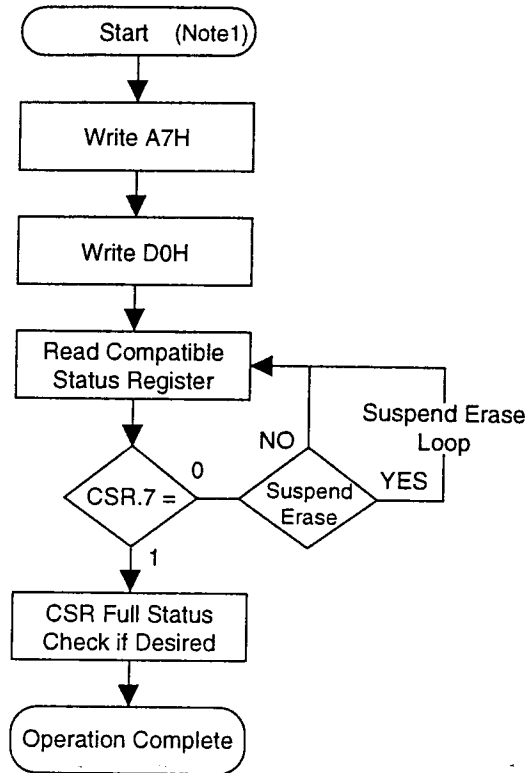 Start (Note1)
Write A7H
Write D0H
Read Compatible
Status Register
Suspend Erase
Loop
NO
YES
0
CSR.7 =
Suspend
Erase
1
CSR Full Status
Check if Desired
Operation Complete